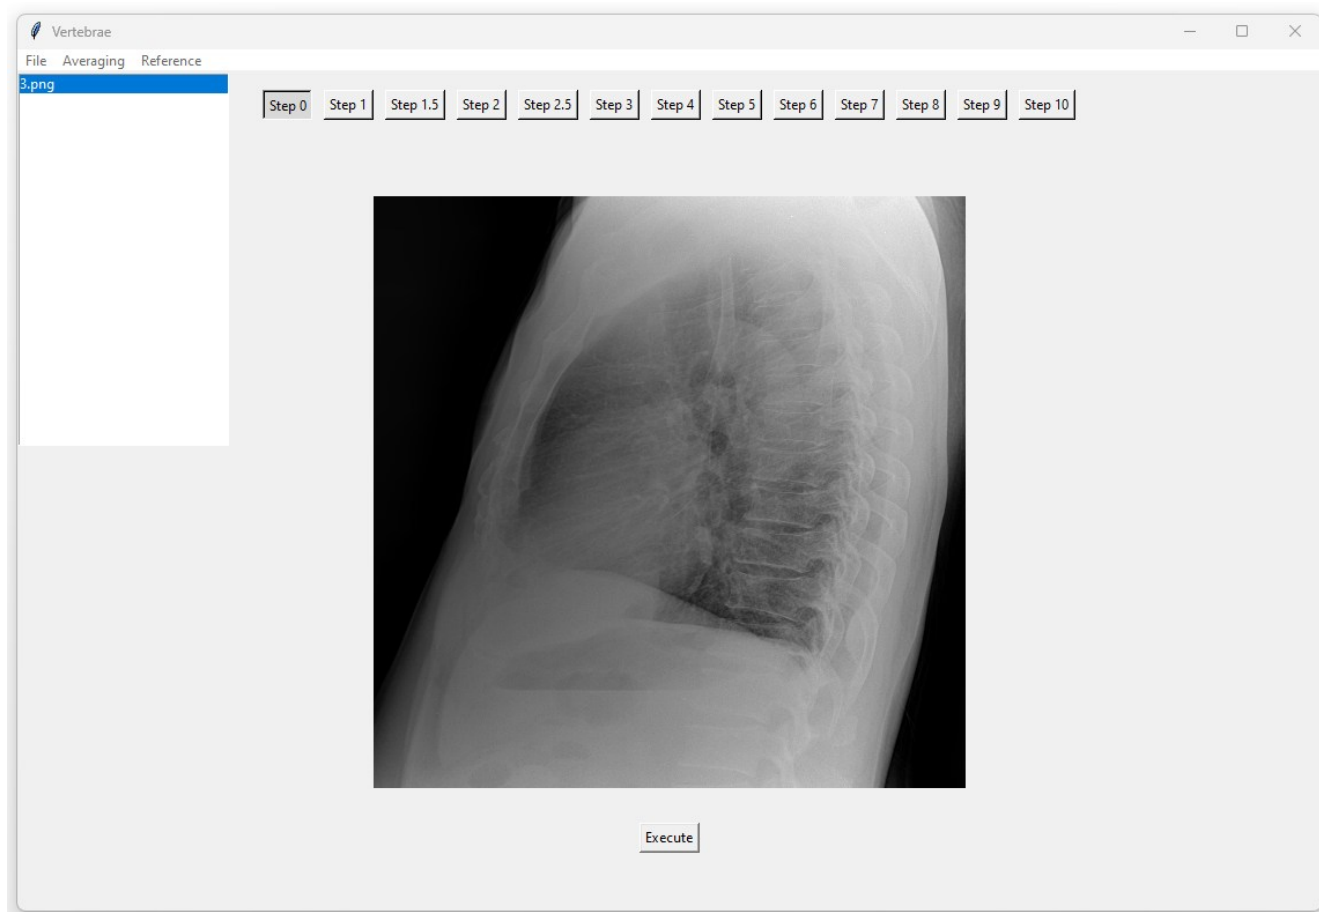 Vertebrae
File Averaging Reference
3.png
Step 0 Step 1 Step 1.5 Step 2 Step 2.5 Step 3 Step 4 Step 5 Step 6 Step 7 Step 8 Step 9 Step 10
Execute